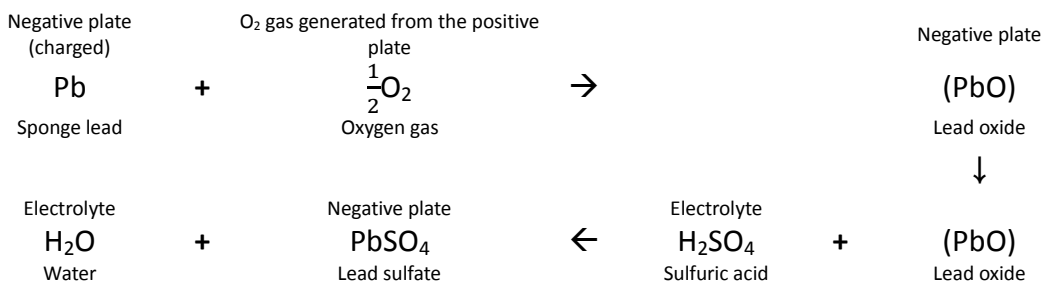 Negative plate
(charged)
O₂ gas generated from the positive
plate
Negative plate
Pb + ½O₂ → (PbO)
Sponge lead Oxygen gas Lead oxide
↓
Electrolyte Negative plate Electrolyte
H₂O + PbSO₄ ← H₂SO₄ + (PbO)
Water Lead sulfate Sulfuric acid Lead oxide